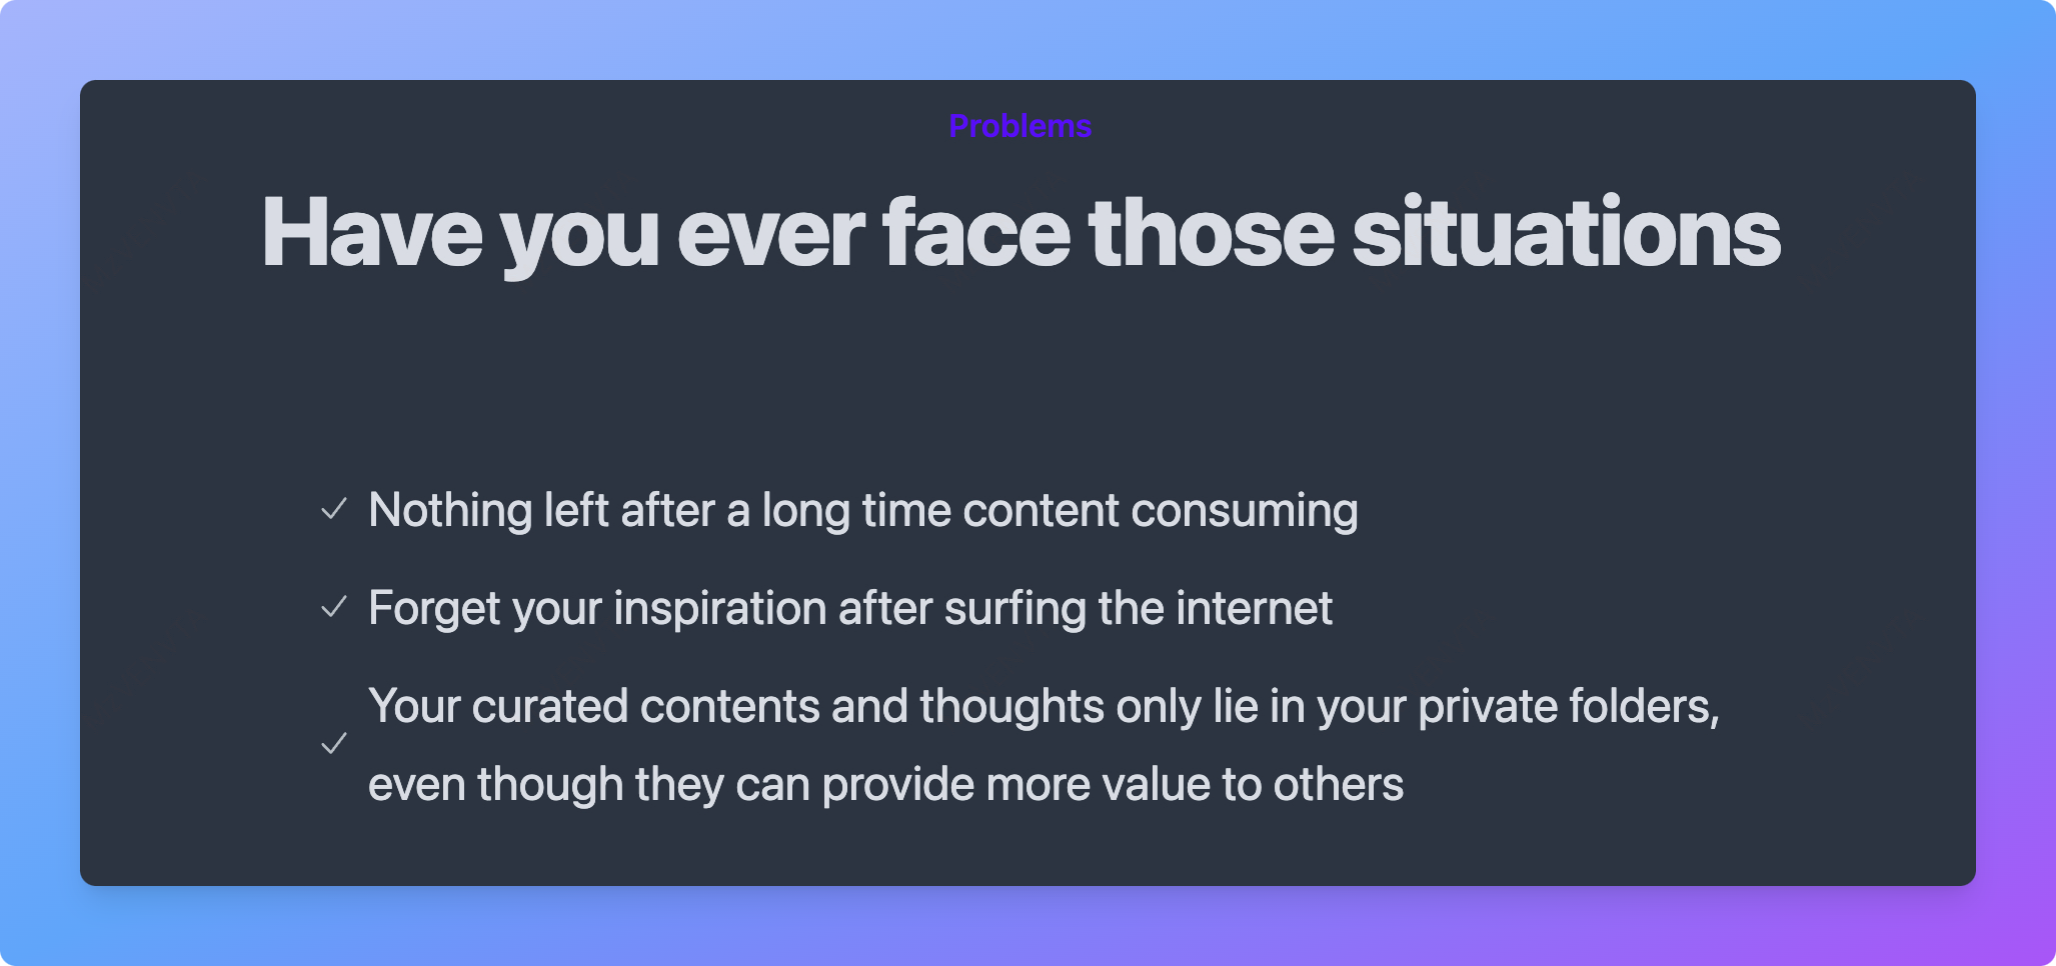 Problems
Have you ever face those situations
Nothing left after a long time content consuming
Forget your inspiration after surfing the internet
Your curated contents and thoughts only lie in your private folders,
even though they can provide more value to others